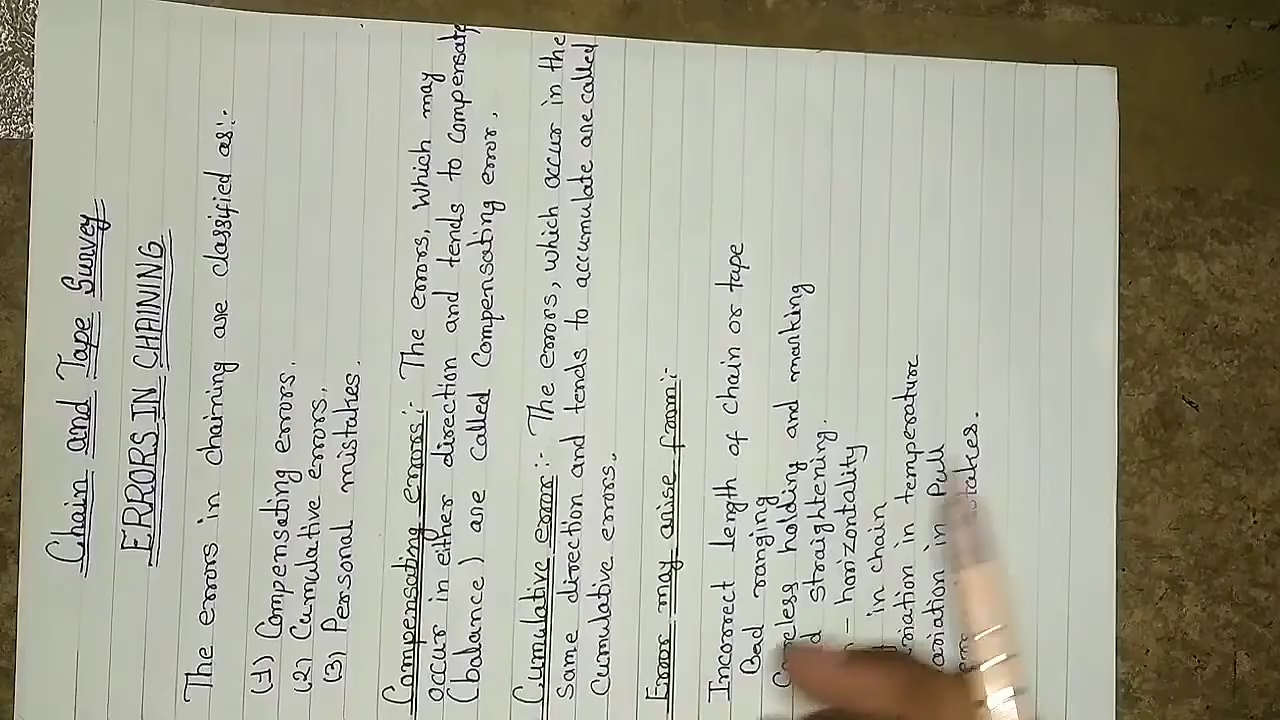 Chain and Tape Survey
ERRORS IN CHAINING
The errors in chaining are classified as:-
(1) Compensating errors.
(2) Cumulative errors.
(3) Personal mistakes.
Compensating errors:- The errors, which may
occur in either direction and tends to compensate
(balance) are called compensating error.
Cumulative error:- The errors, which occur in the
same direction and tends to accumulate are called
cumulative errors.
Error may arise from:-
Incorrect length of chain or tape
Bad ranging
holding and marking
straightening.
- horizontality
in chain
in temperature
in Pull